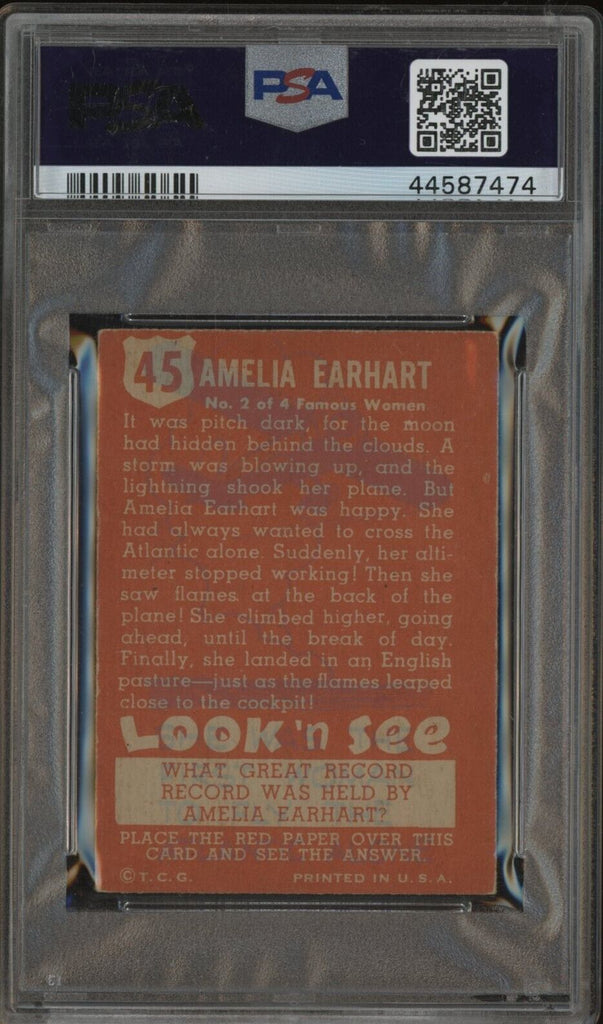 PSA
44587474
45 AMELIA EARHART
No. 2 of 4 Famous Women
It was pitch dark, for the moon
had hidden behind the clouds. A
storm was blowing up, and the
lightning shook her plane. But
Amelia Earhart was happy. She
had always wanted to cross the
Atlantic alone. Suddenly, her alti-
meter stopped working! Then she
saw flames at the back of the
plane! She climbed higher, going
ahead, until the break of day.
Finally, she landed in an English
pasture—just as the flames leaped
close to the cockpit!
LOOK 'n See
WHAT GREAT RECORD
RECORD WAS HELD BY
AMELIA EARHART?
PLACE THE RED PAPER OVER THIS
CARD AND SEE THE ANSWER.
© T. C. G. PRINTED IN U. S. A.